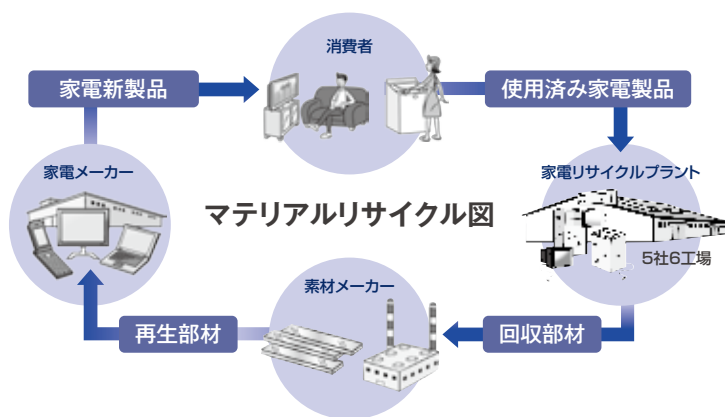 消費者
家電新製品
使用済み家電製品
家電メーカー
家電リサイクルプラント
マテリアルリサイクル図
5社6工場
素材メーカー
再生部材
回収部材